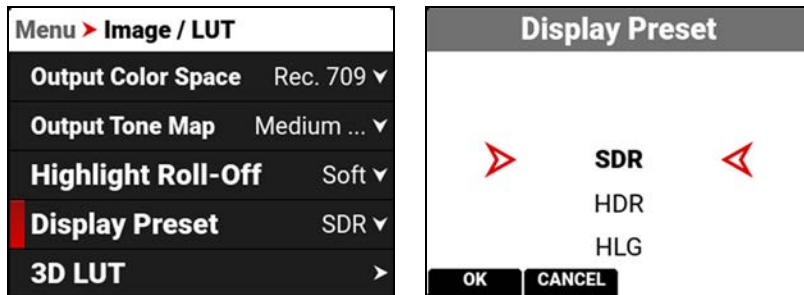 Menu > Image / LUT
Output Color Space Rec. 709
Output Tone Map Medium ...
Highlight Roll-Off Soft
Display Preset SDR
3D LUT >
Display Preset
SDR
HDR
HLG
OK CANCEL